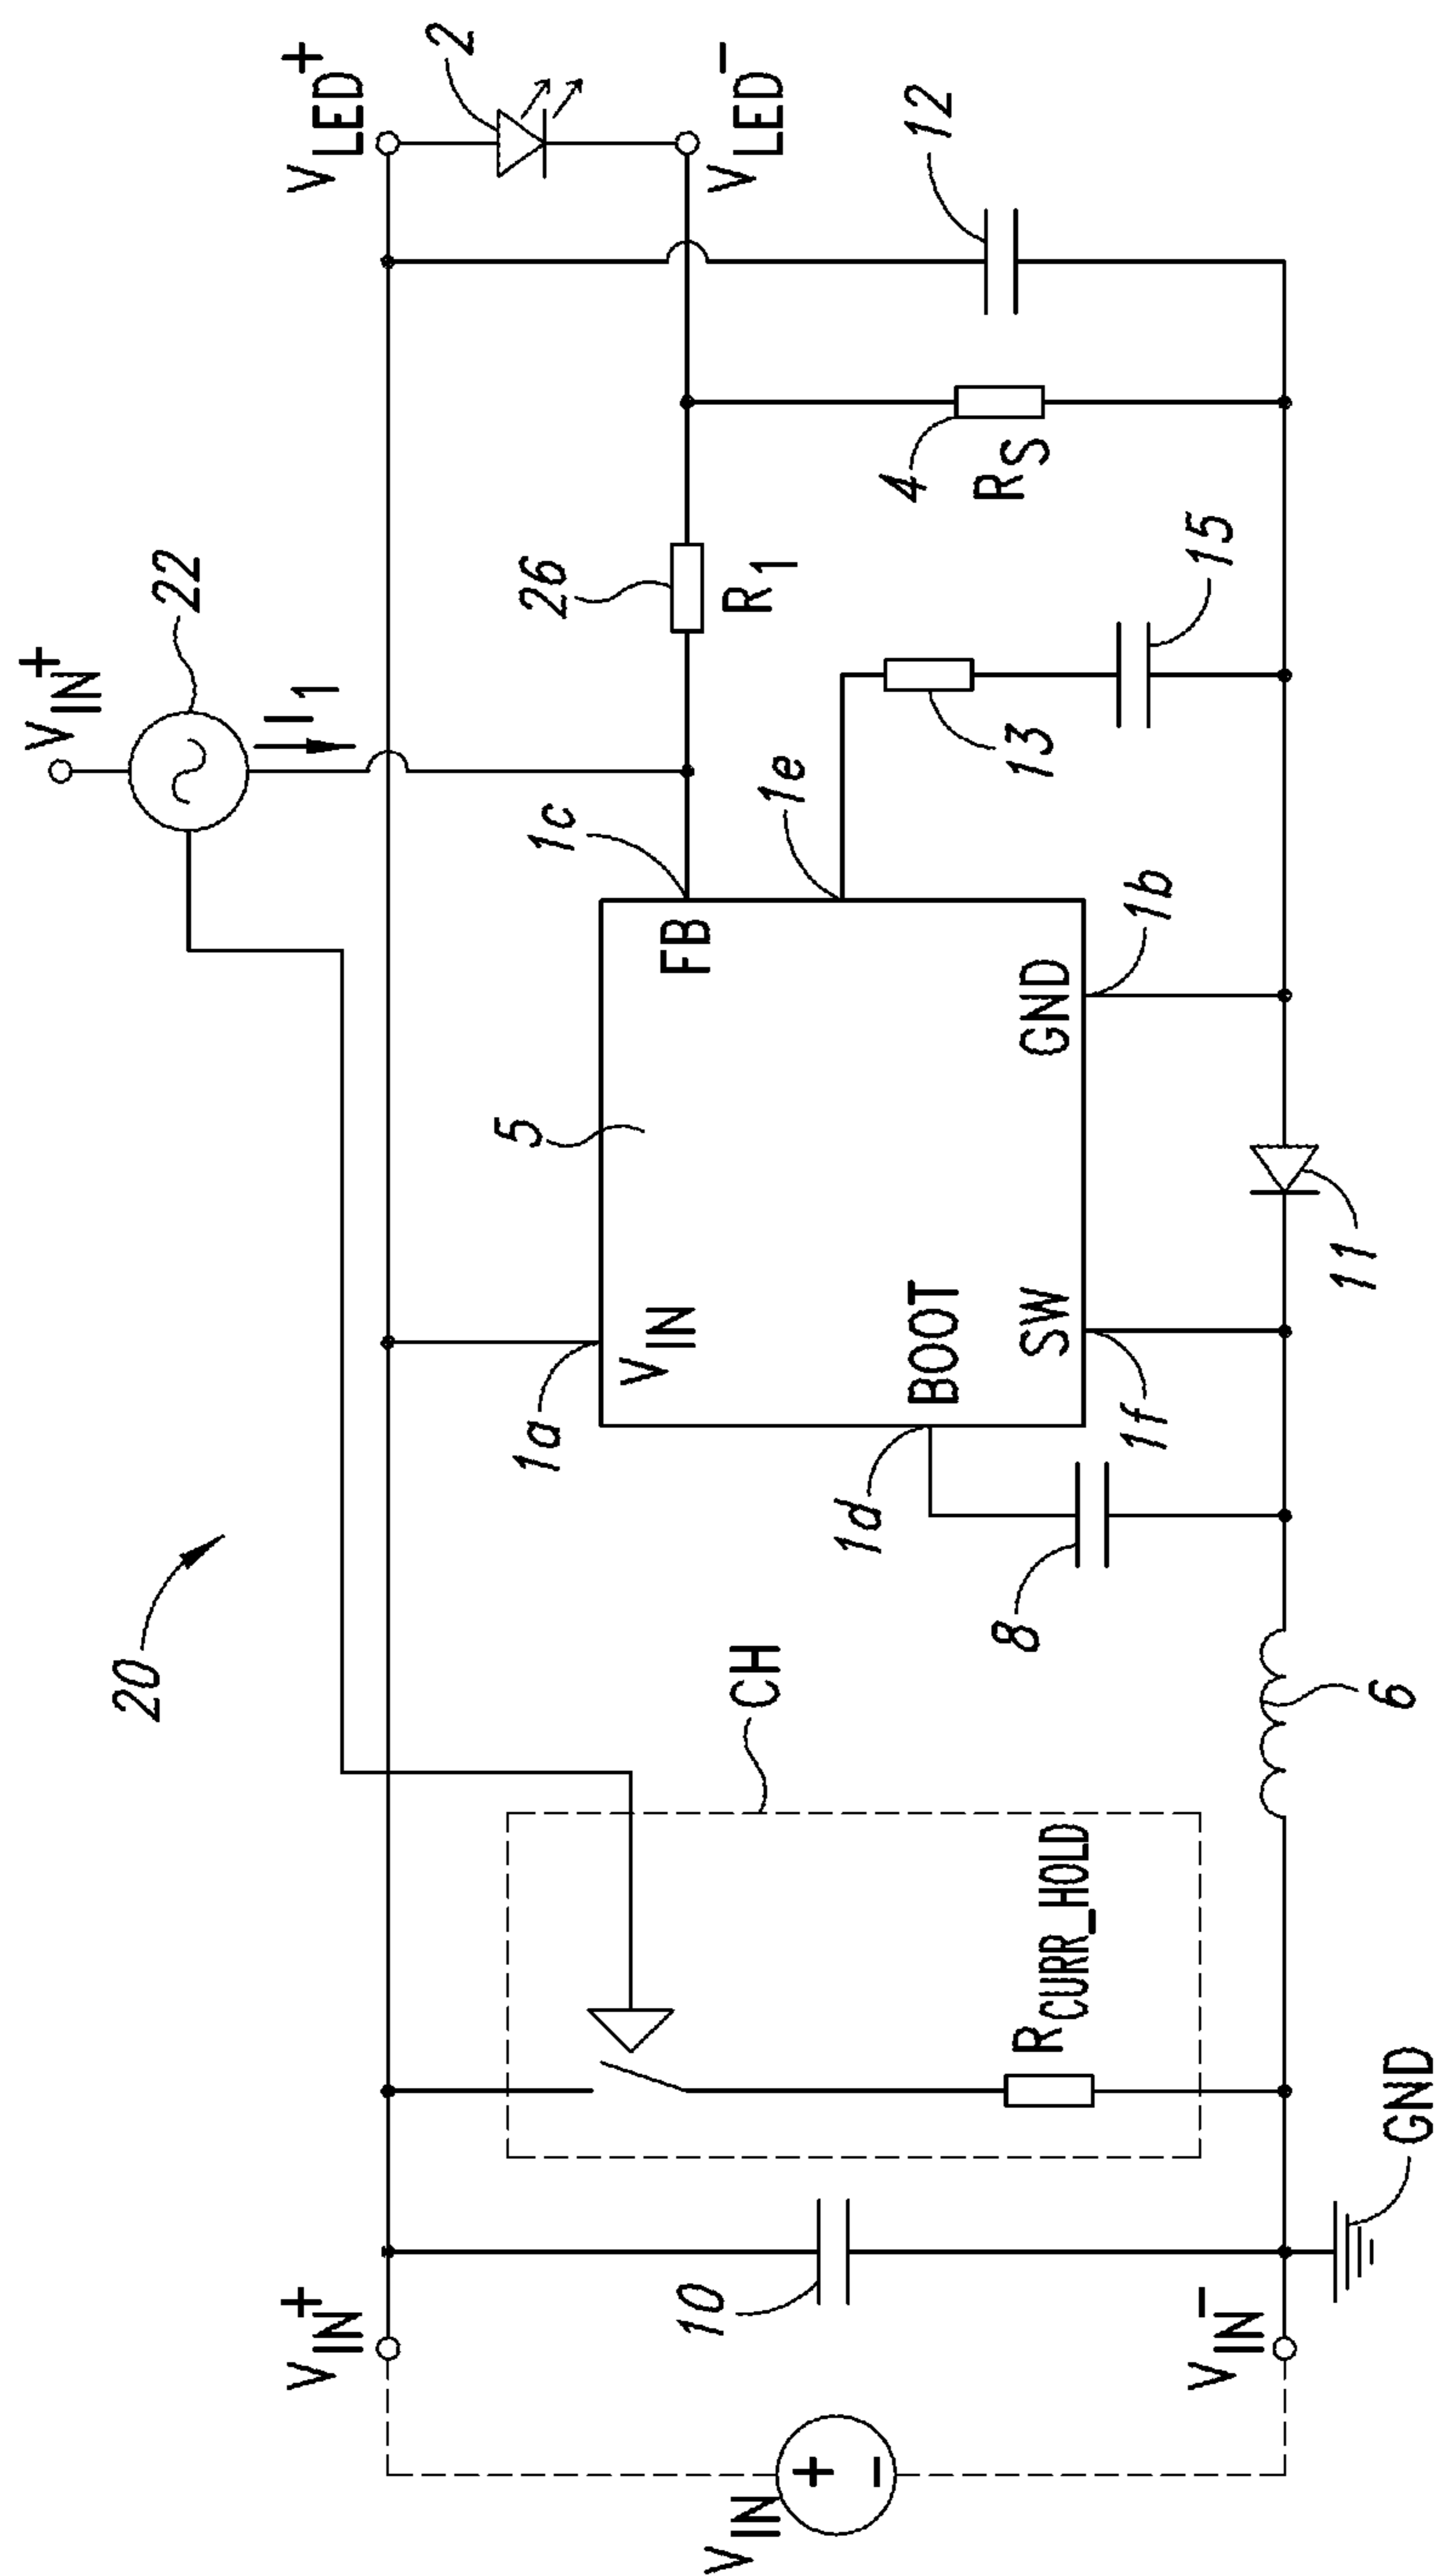 20
V_IN^+
22
I_1
V_IN^+
V_LED^+
2
V_LED^-
5
1a
V_IN
FB
1c
26
R_1
12
1e
BOOT
1d
SW
GND
1f
1b
13
15
4
R_S
8
CH
R_CURR_HOLD
10
V_IN
+
-
V_IN^-
GND
6
11